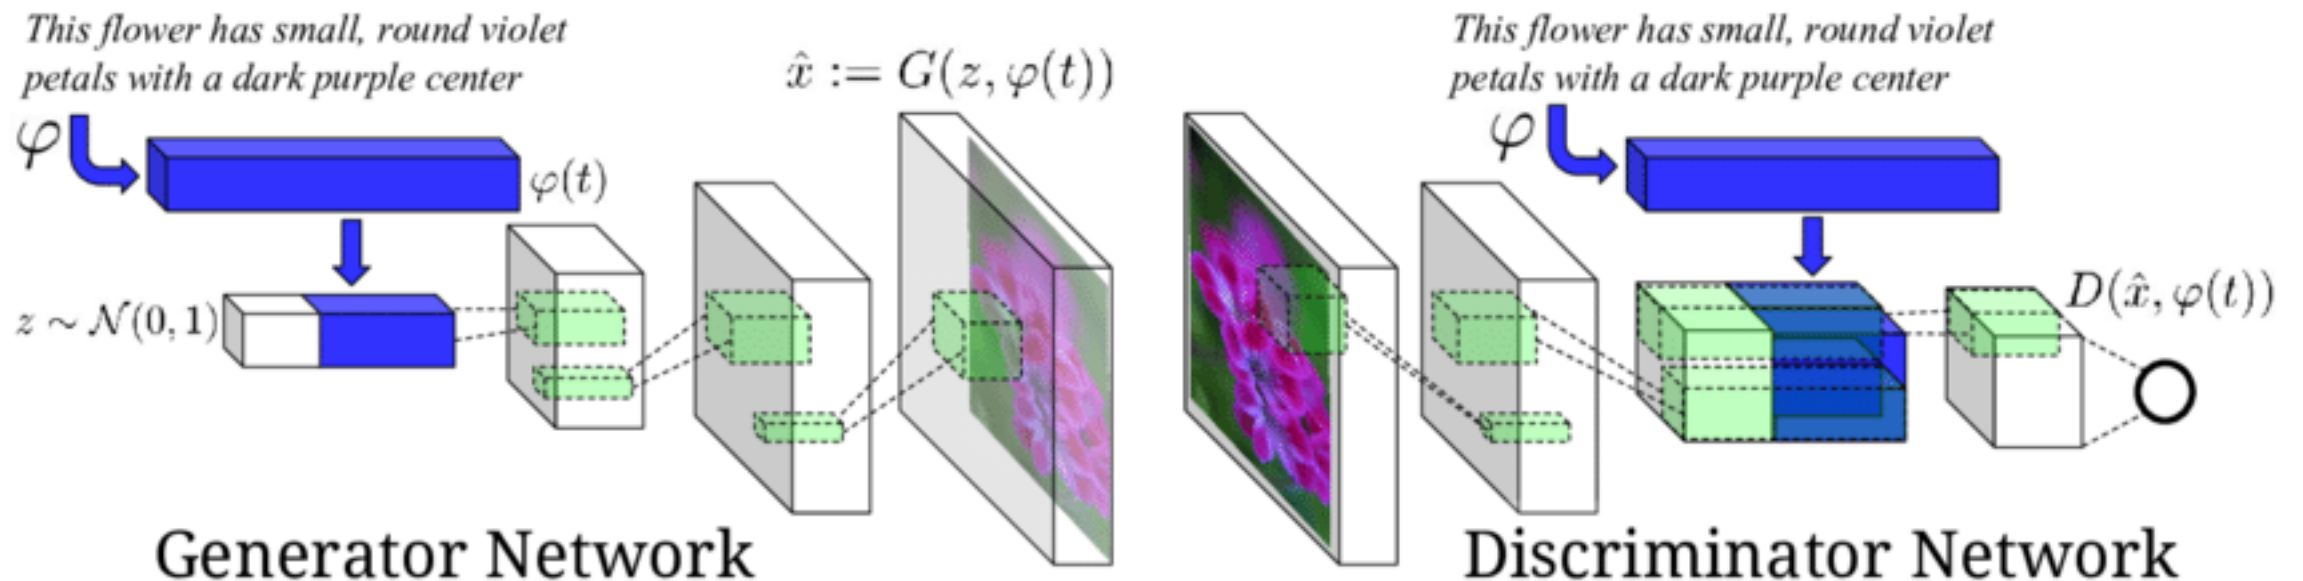 This flower has small, round violet
petals with a dark purple center
φ
φ(t)
z ∼ 𝒩(0, 1)
x̂ := G(z, φ(t))
Generator Network
This flower has small, round violet
petals with a dark purple center
φ
D(x̂, φ(t))
Discriminator Network